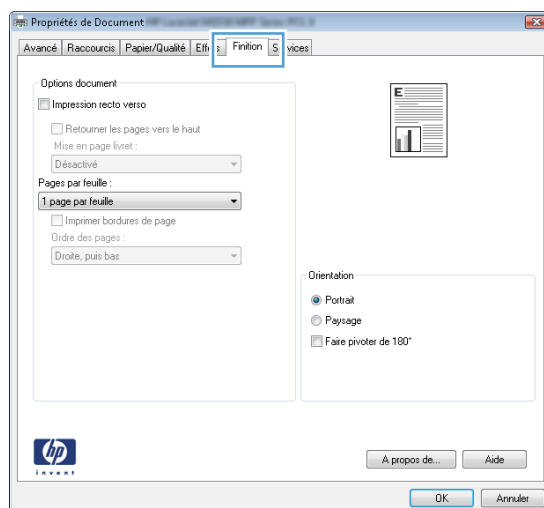 Propriétés de Document
Avancé Raccourcis Papier/Qualité Finition
Options document
Impression recto verso
Retourner les pages vers le haut
Mise en page livret :
Désactivé
Pages par feuille :
1 page par feuille
Imprimer bordures de page
Ordre des pages :
Droite, puis bas
E
Orientation
Portrait
Paysage
Faire pivoter de 180°
hp
invent
A propos de... Aide
OK Annuler